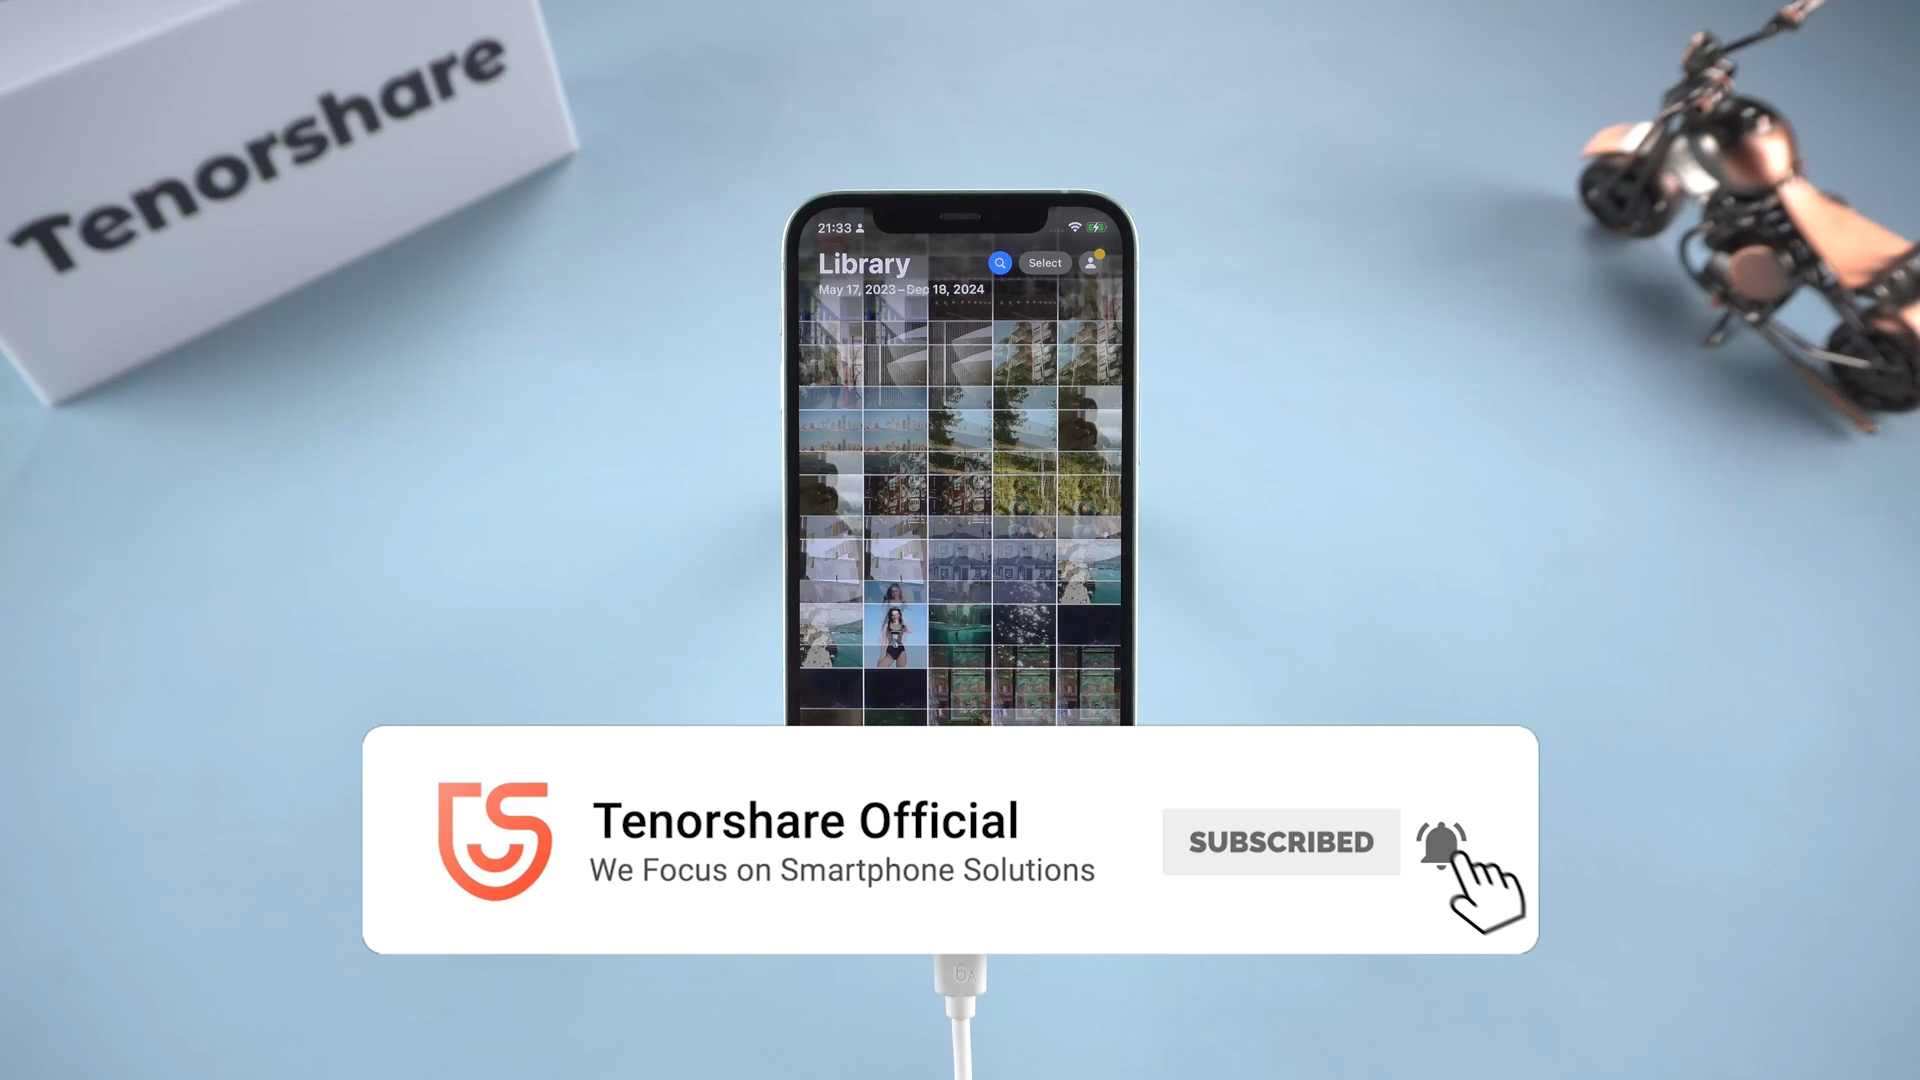 Tenorshare
21:33
Library
Select
May 17, 2023–Dec 18, 2024
Tenorshare Official
We Focus on Smartphone Solutions
SUBSCRIBED
6A